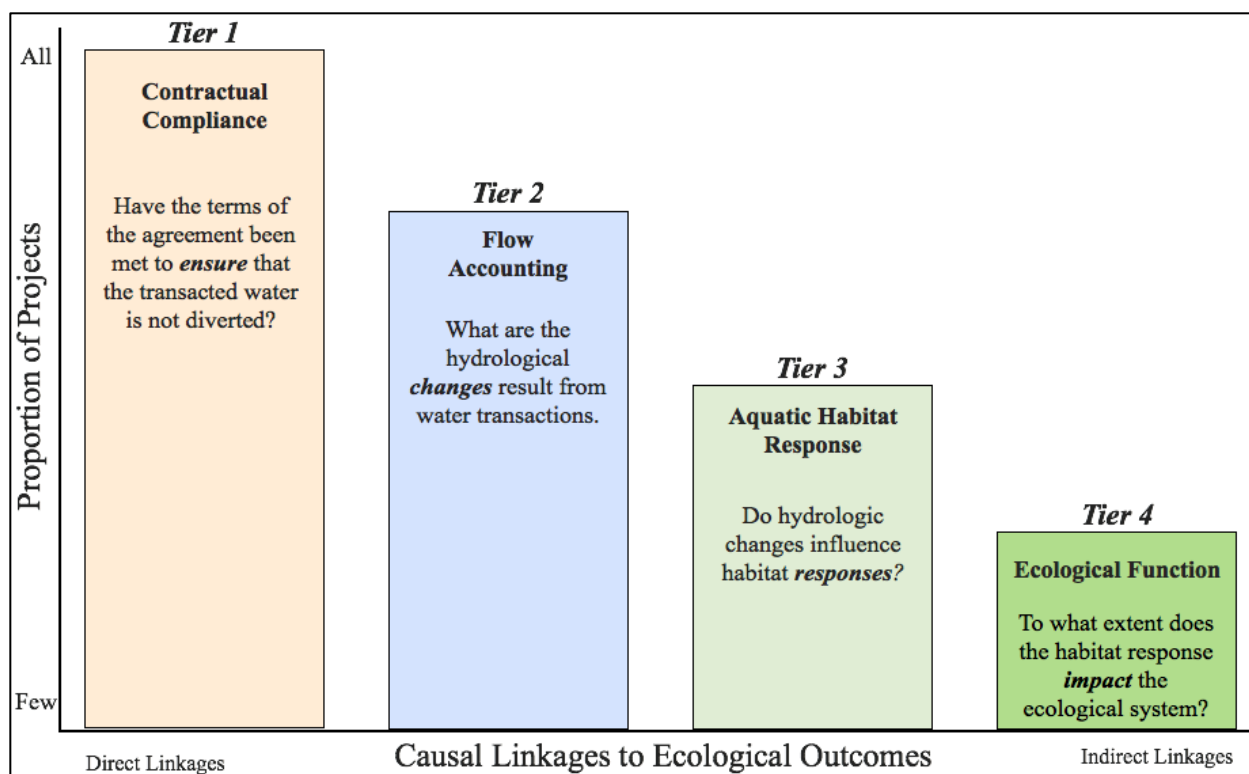 Tier 1
All
Contractual
Compliance
Have the terms of
the agreement been
met to ensure that
the transacted water
is not diverted?
Tier 2
Flow
Accounting
What are the
hydrological
changes result from
water transactions.
Tier 3
Aquatic Habitat
Response
Do hydrologic
changes influence
habitat responses?
Tier 4
Ecological Function
To what extent does
the habitat response
impact the
ecological system?
Proportion of Projects
Few
Direct Linkages
Causal Linkages to Ecological Outcomes
Indirect Linkages